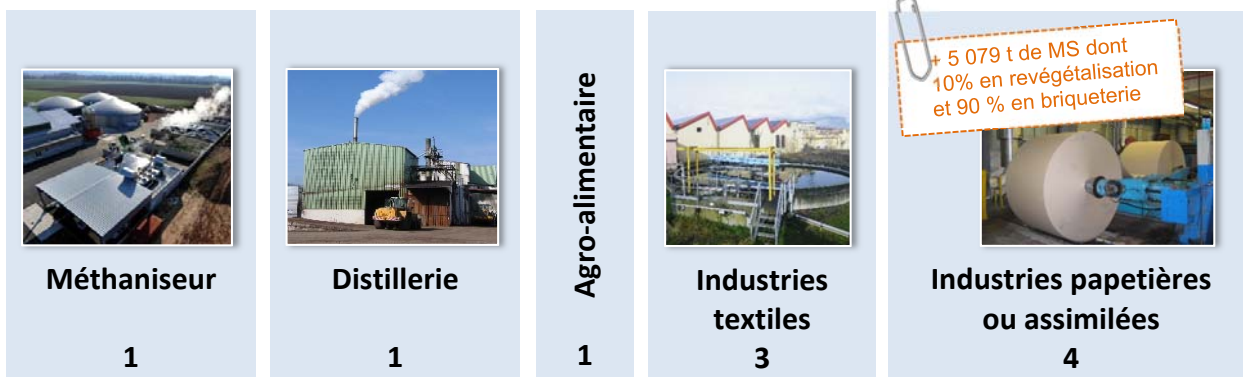 Méthaniseur
1
Distillerie
1
Agro-alimentaire
1
Industries
textiles
3
+ 5 079 t de MS dont
10% en revégétalisation
et 90 % en briqueterie
Industries papetières
ou assimilées
4